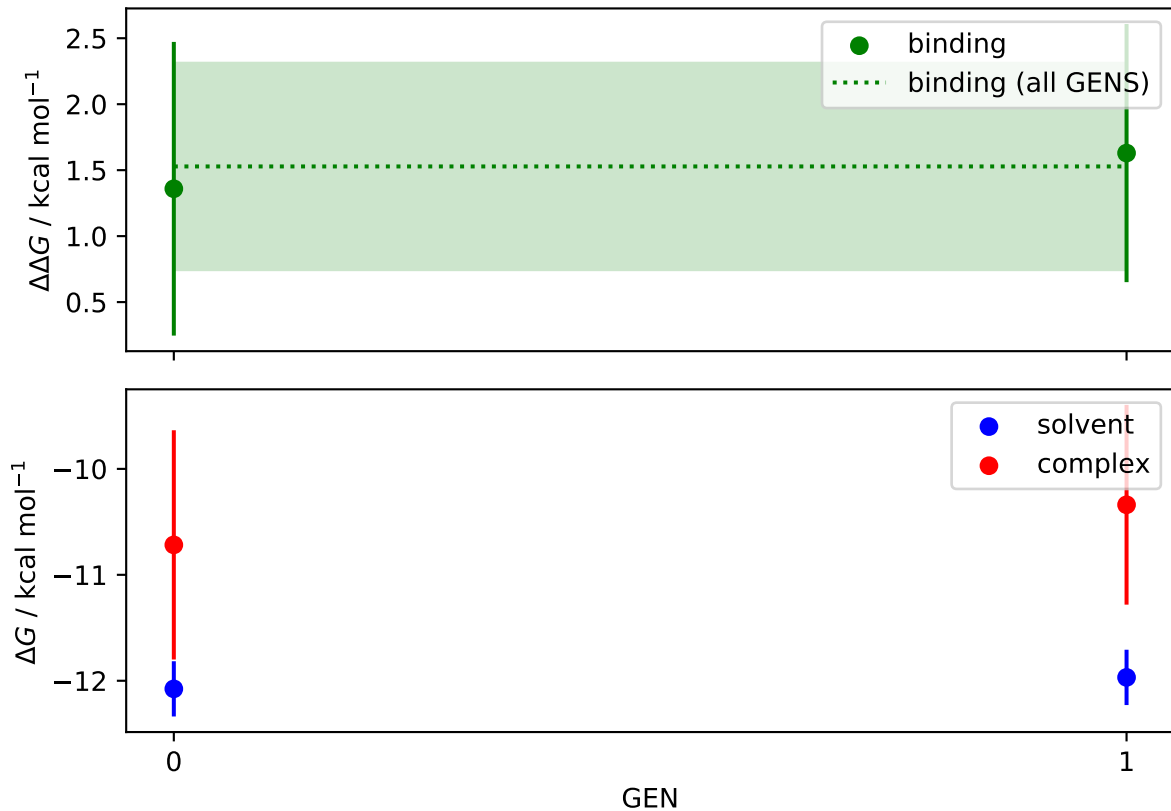 2.5
2.0
1.5
1.0
0.5
ΔΔG / kcal mol⁻¹
binding
binding (all GENS)
−10
−11
−12
ΔG / kcal mol⁻¹
solvent
complex
0
1
GEN